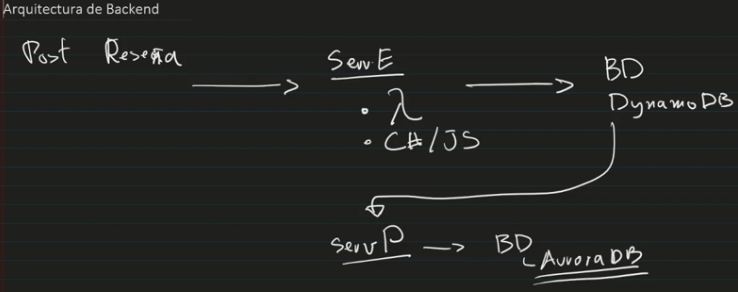 Arquitectura de Backend
Post Reseña
Serv E
• λ
• C#/JS
BD
DynamoDB
Serv P
BD
AuroraDB